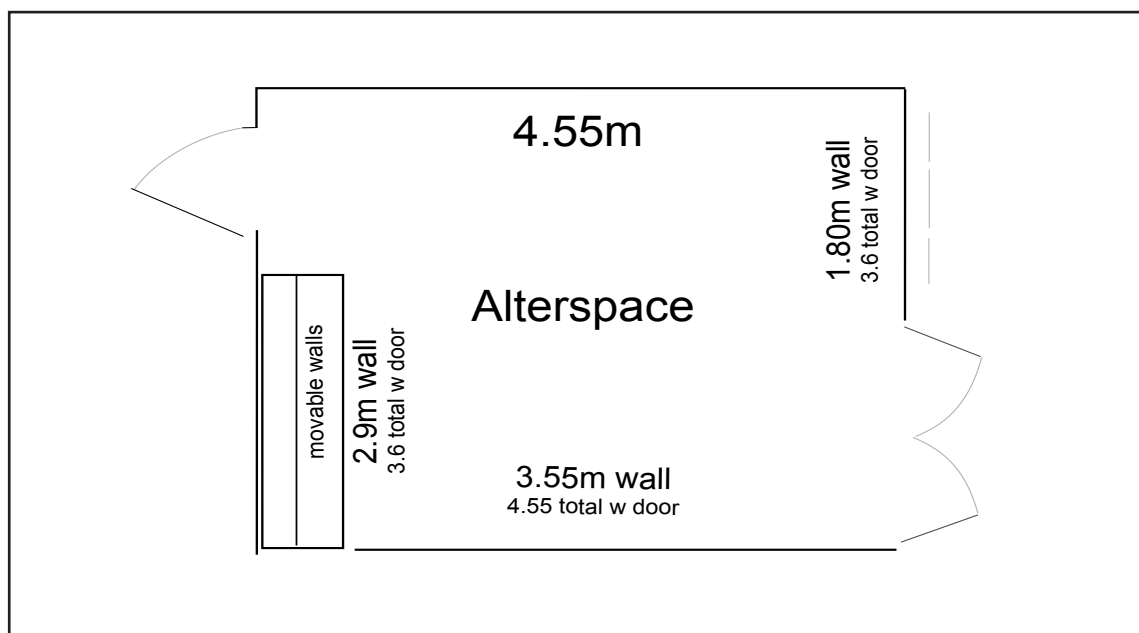 4.55m
1.80m wall
3.6 total w door
Alterspace
movable walls
2.9m wall
3.6 total w door
3.55m wall
4.55 total w door